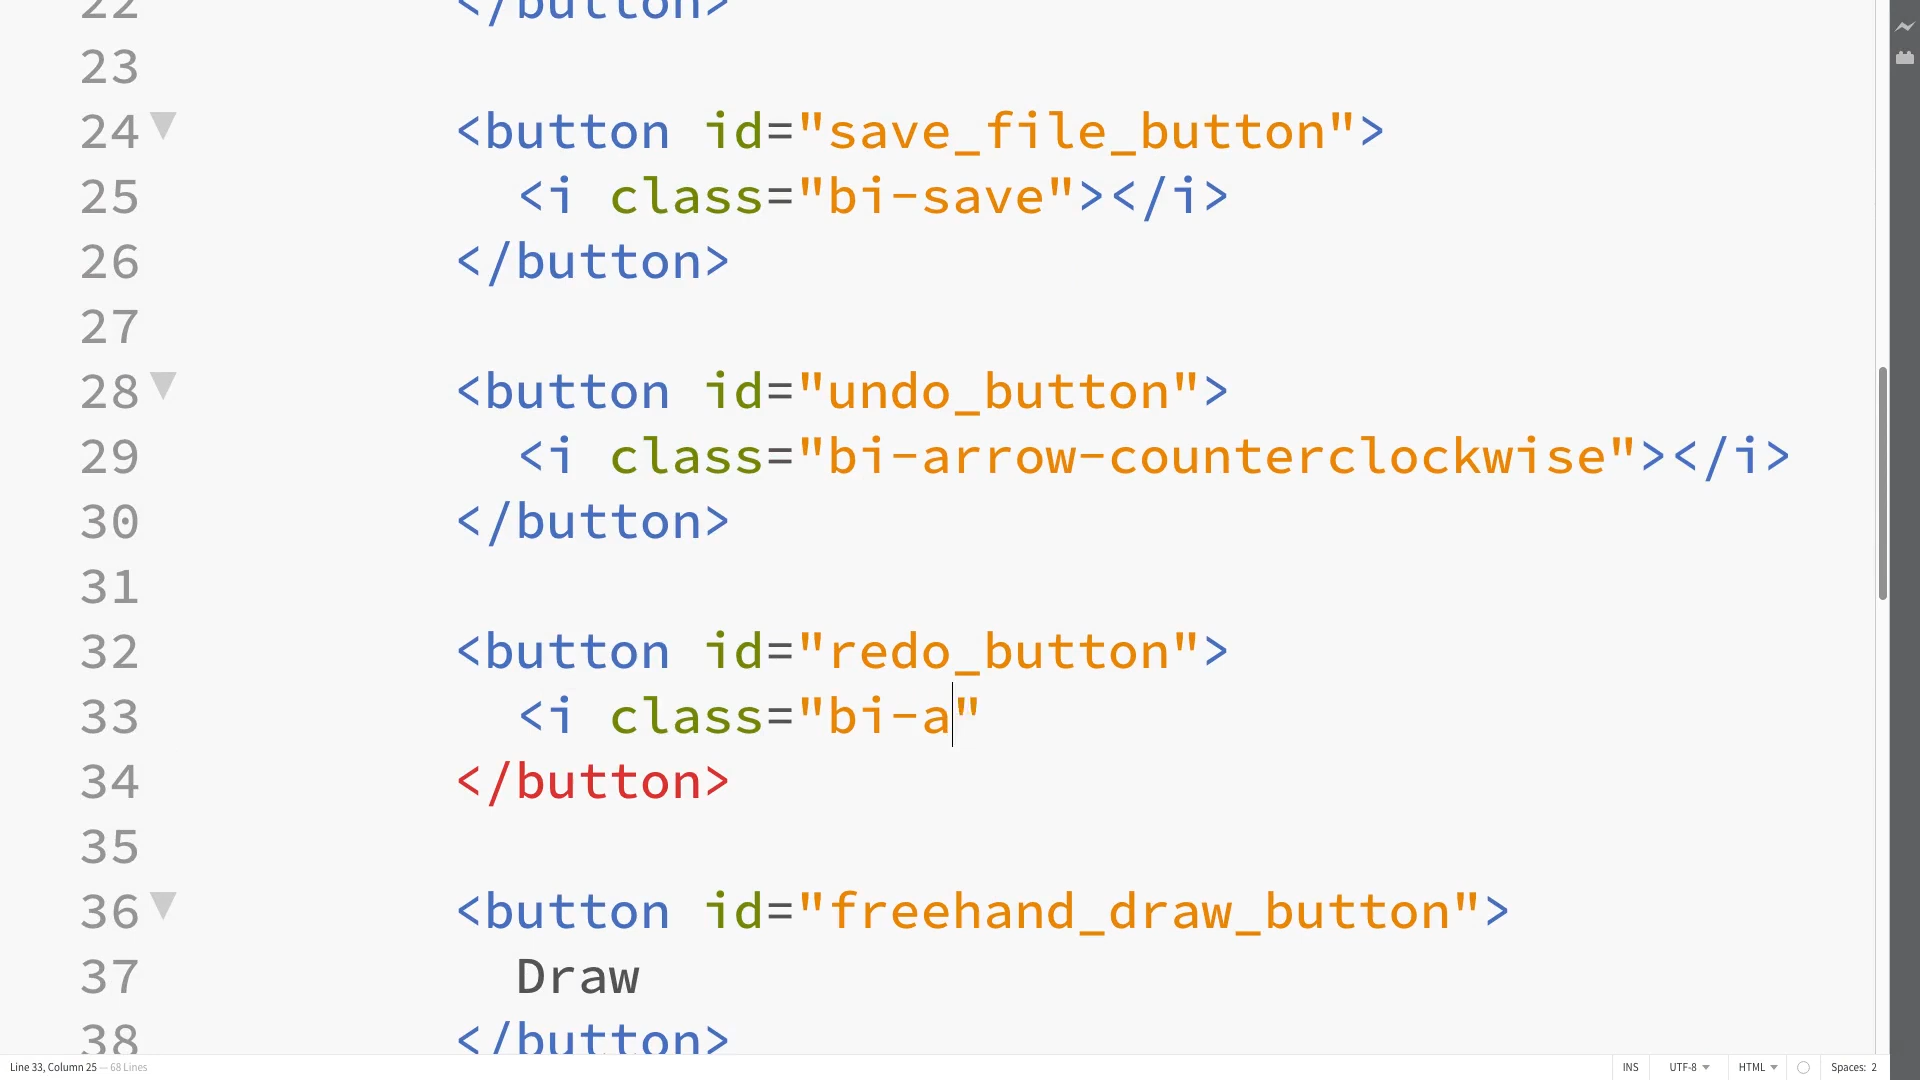 22 </button>
23
24 <button id="save_file_button">
25 <i class="bi-save"></i>
26 </button>
27
28 <button id="undo_button">
29 <i class="bi-arrow-counterclockwise"></i>
30 </button>
31
32 <button id="redo_button">
33 <i class="bi-a"
34 </button>
35
36 <button id="freehand_draw_button">
37 Draw
38 </button>
Line 33, Column 25 — 68 Lines INS UTF-8 HTML Spaces: 2